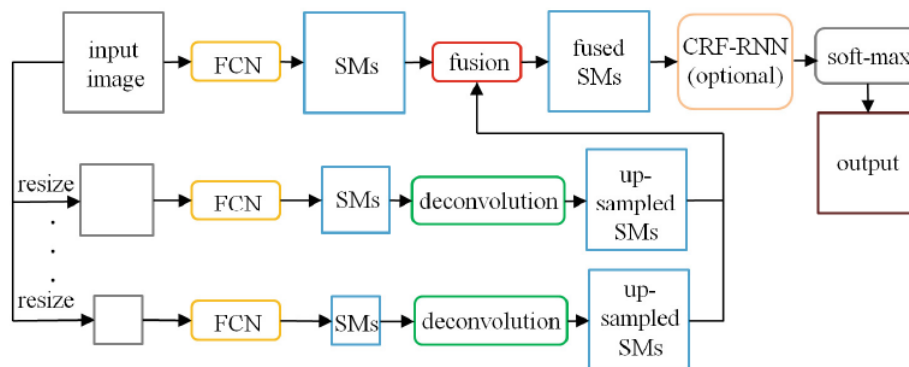 input
image
FCN
SMs
fusion
fused
SMs
CRF-RNN
(optional)
soft-max
output
resize
FCN
SMs
deconvolution
up-
sampled
SMs
resize
FCN
SMs
deconvolution
up-
sampled
SMs